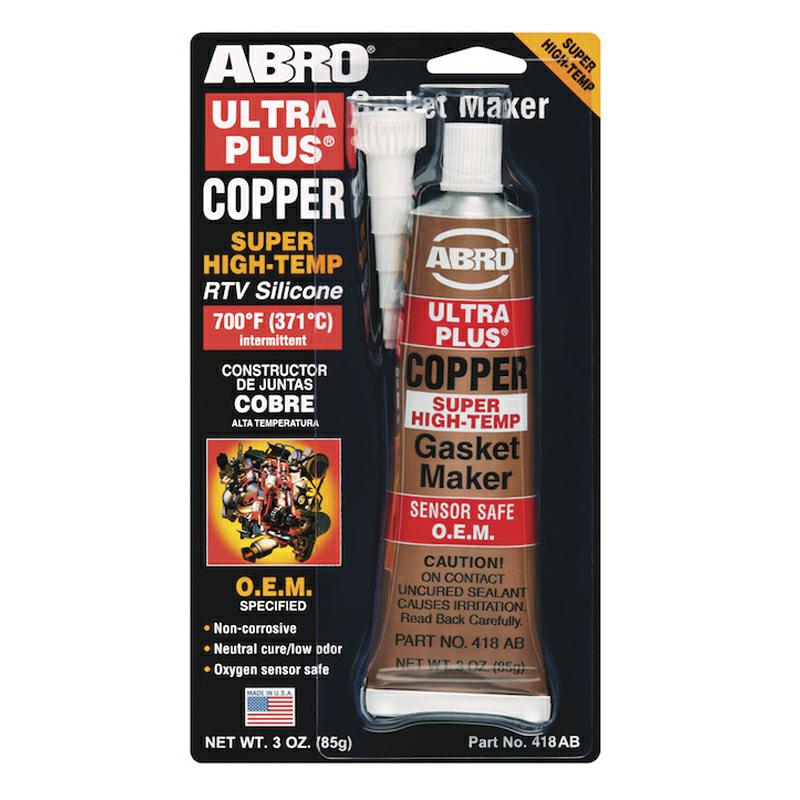 ABRO®
SUPER
HIGH-TEMP
Gasket Maker
ULTRA
PLUS®
COPPER
SUPER
HIGH-TEMP
RTV Silicone
700°F (371°C)
intermittent
CONSTRUCTOR
DE JUNTAS
COBRE
ALTA TEMPERATURA
O.E.M.
SPECIFIED
• Non-corrosive
• Neutral cure/low odor
• Oxygen sensor safe
MADE IN U.S.A.
NET WT. 3 OZ. (85g)
ABRO®
ULTRA
PLUS®
COPPER
SUPER
HIGH-TEMP
Gasket
Maker
SENSOR SAFE
O.E.M.
CAUTION!
ON CONTACT
UNCURED SEALANT
CAUSES IRRITATION.
Read Back Carefully.
PART NO. 418 AB
NET WT. 3 OZ. (85g)
Part No. 418AB